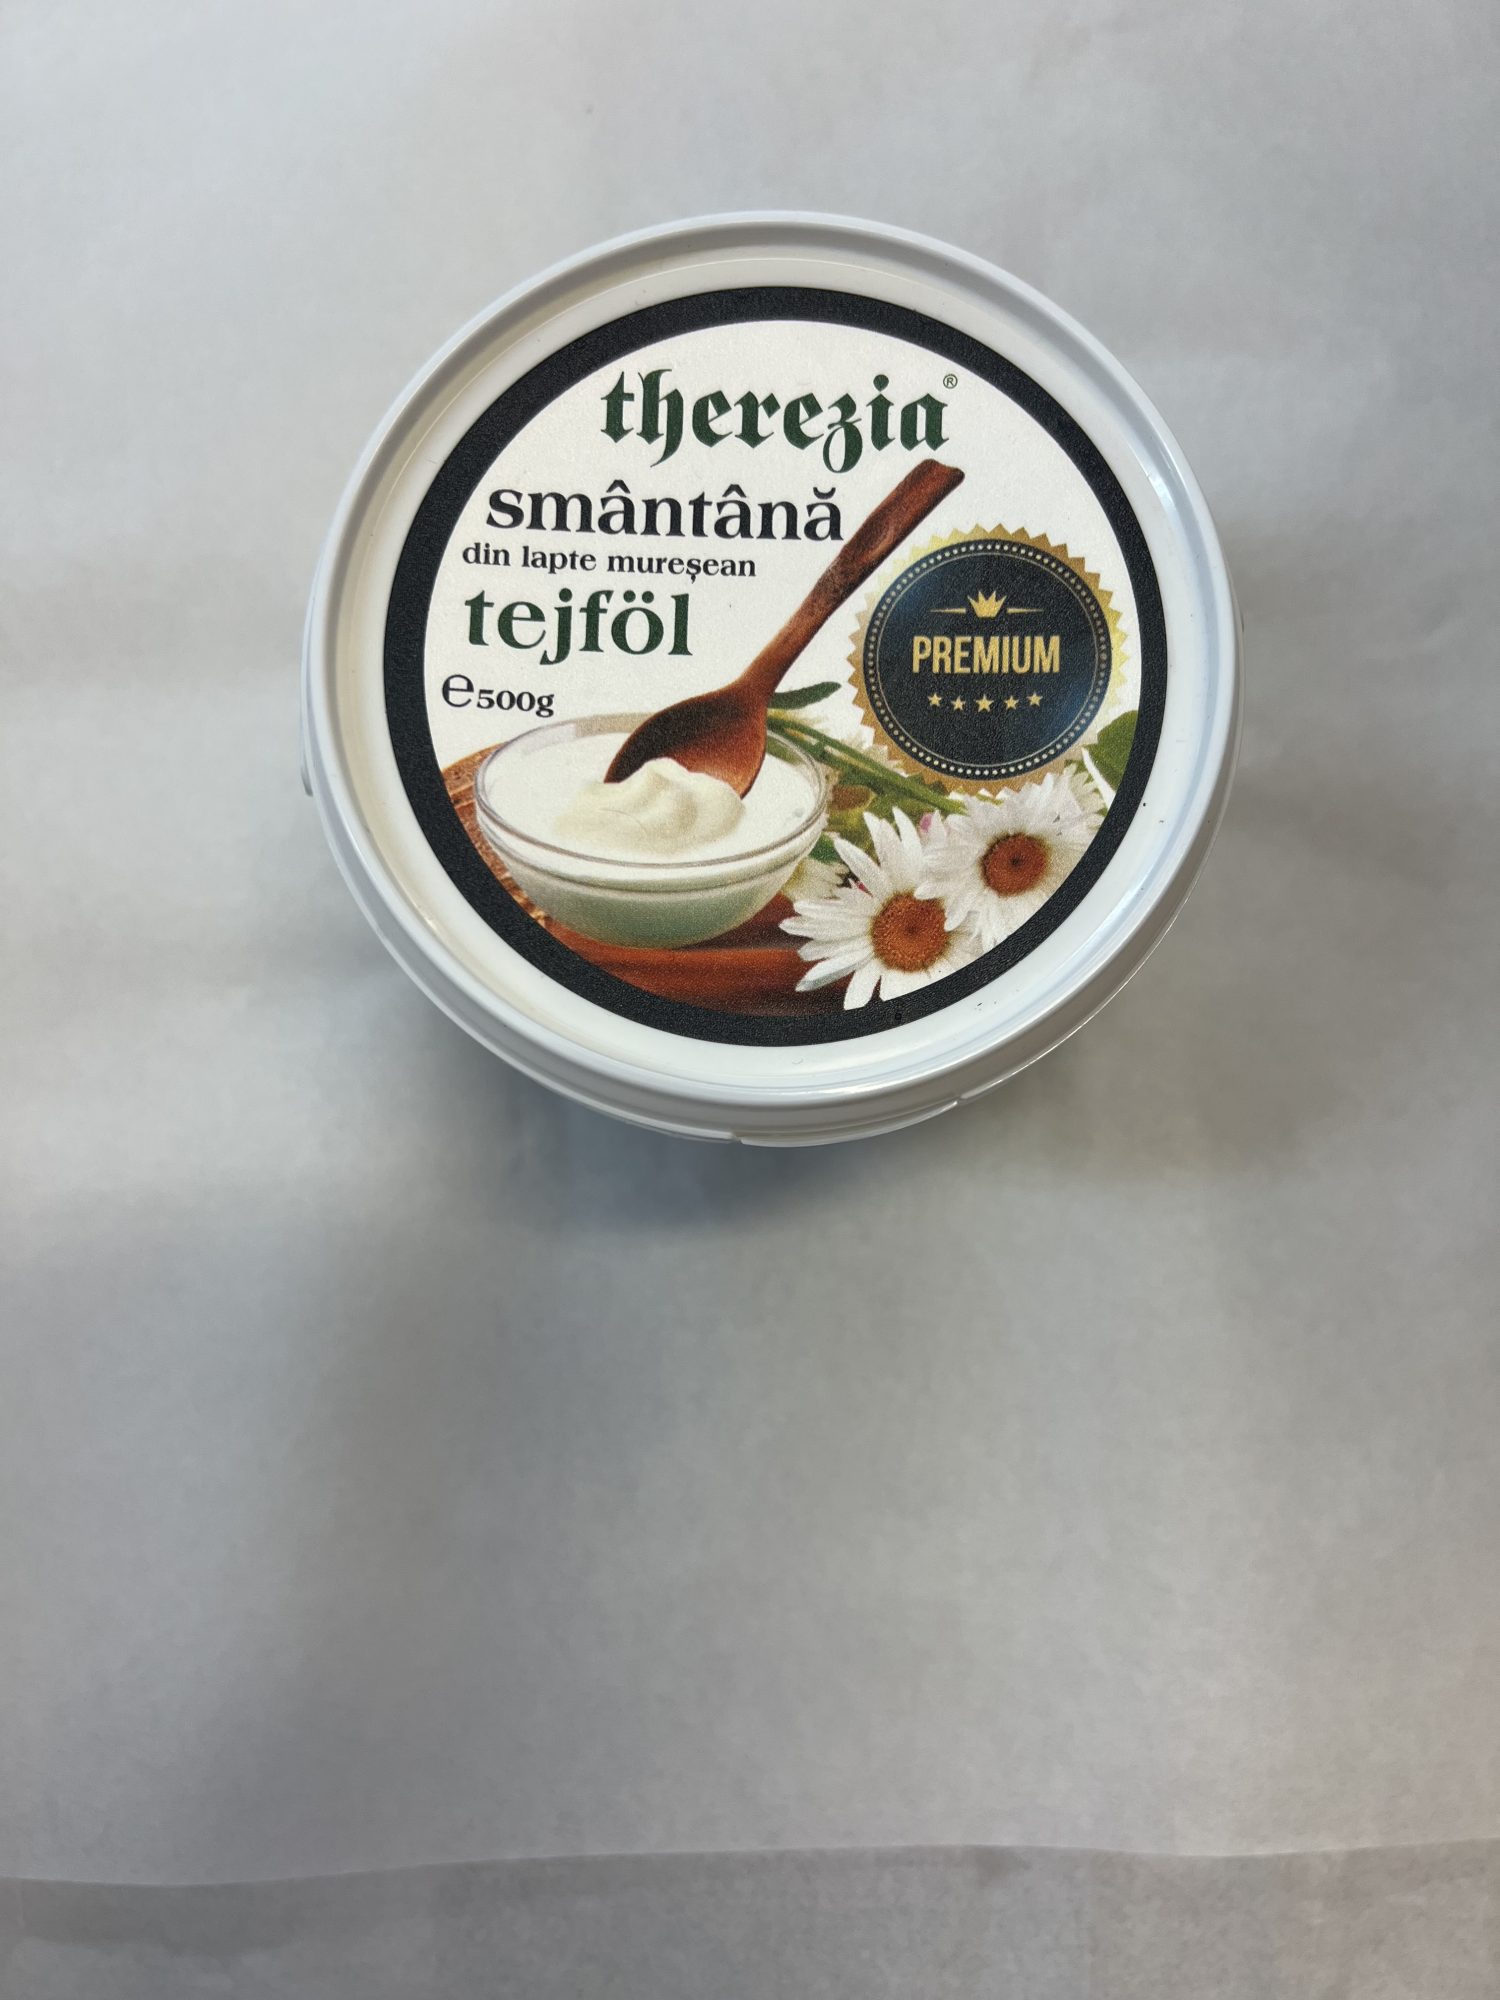 therezia®
smântână
din lapte mureșean
tejföl
℮500g
PREMIUM